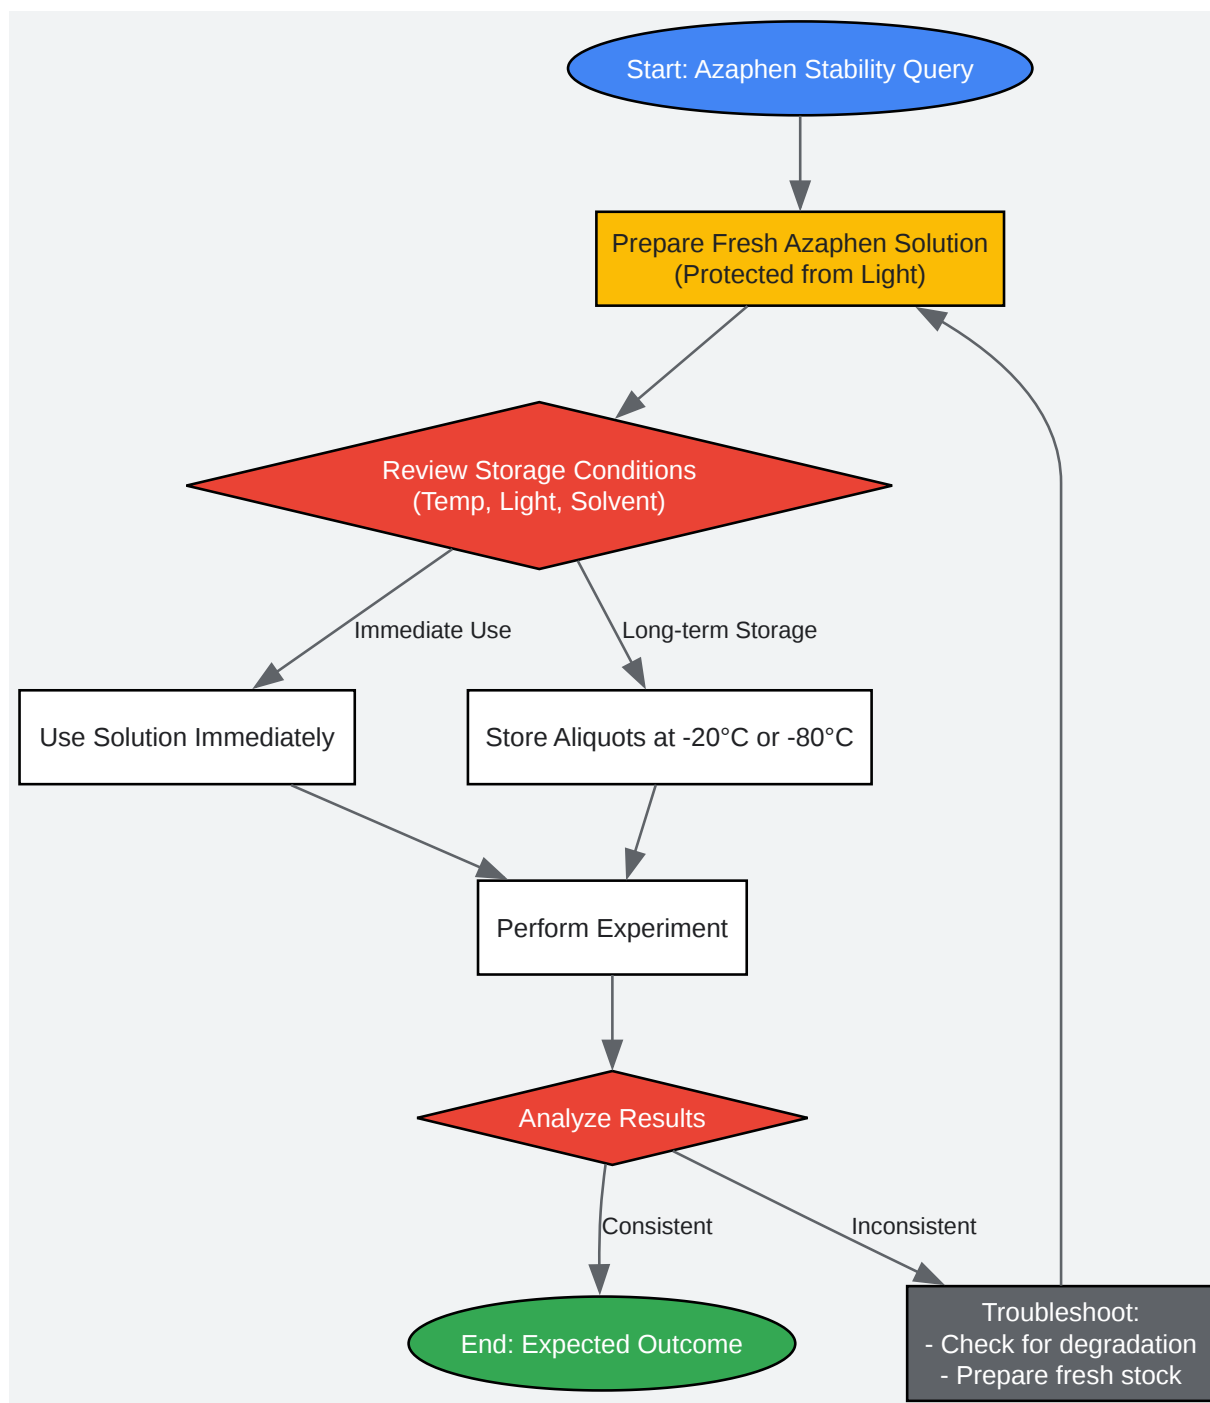 Start: Azaphen Stability Query
Prepare Fresh Azaphen Solution
(Protected from Light)
Review Storage Conditions
(Temp, Light, Solvent)
Immediate Use
Long-term Storage
Use Solution Immediately
Store Aliquots at -20°C or -80°C
Perform Experiment
Analyze Results
Consistent
Inconsistent
End: Expected Outcome
Troubleshoot:
- Check for degradation
- Prepare fresh stock